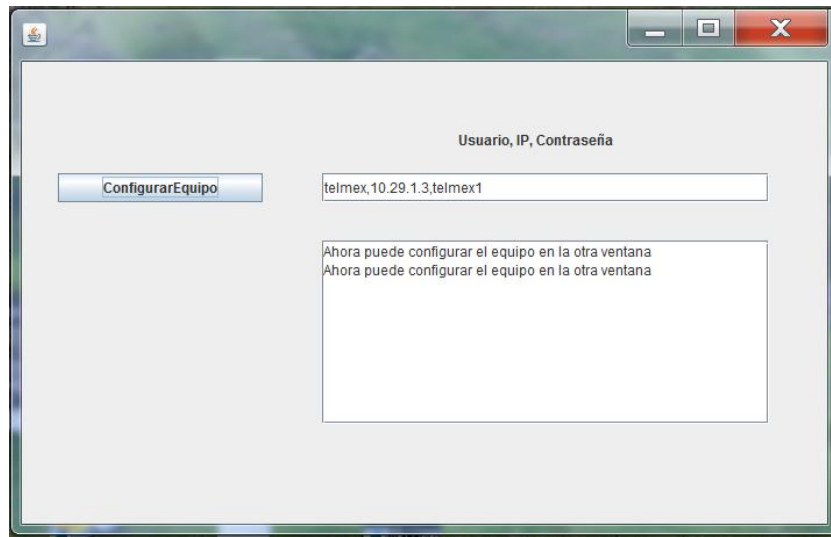 Usuario, IP, Contraseña
ConfigurarEquipo
telmex,10.29.1.3,telmex1
Ahora puede configurar el equipo en la otra ventana
Ahora puede configurar el equipo en la otra ventana